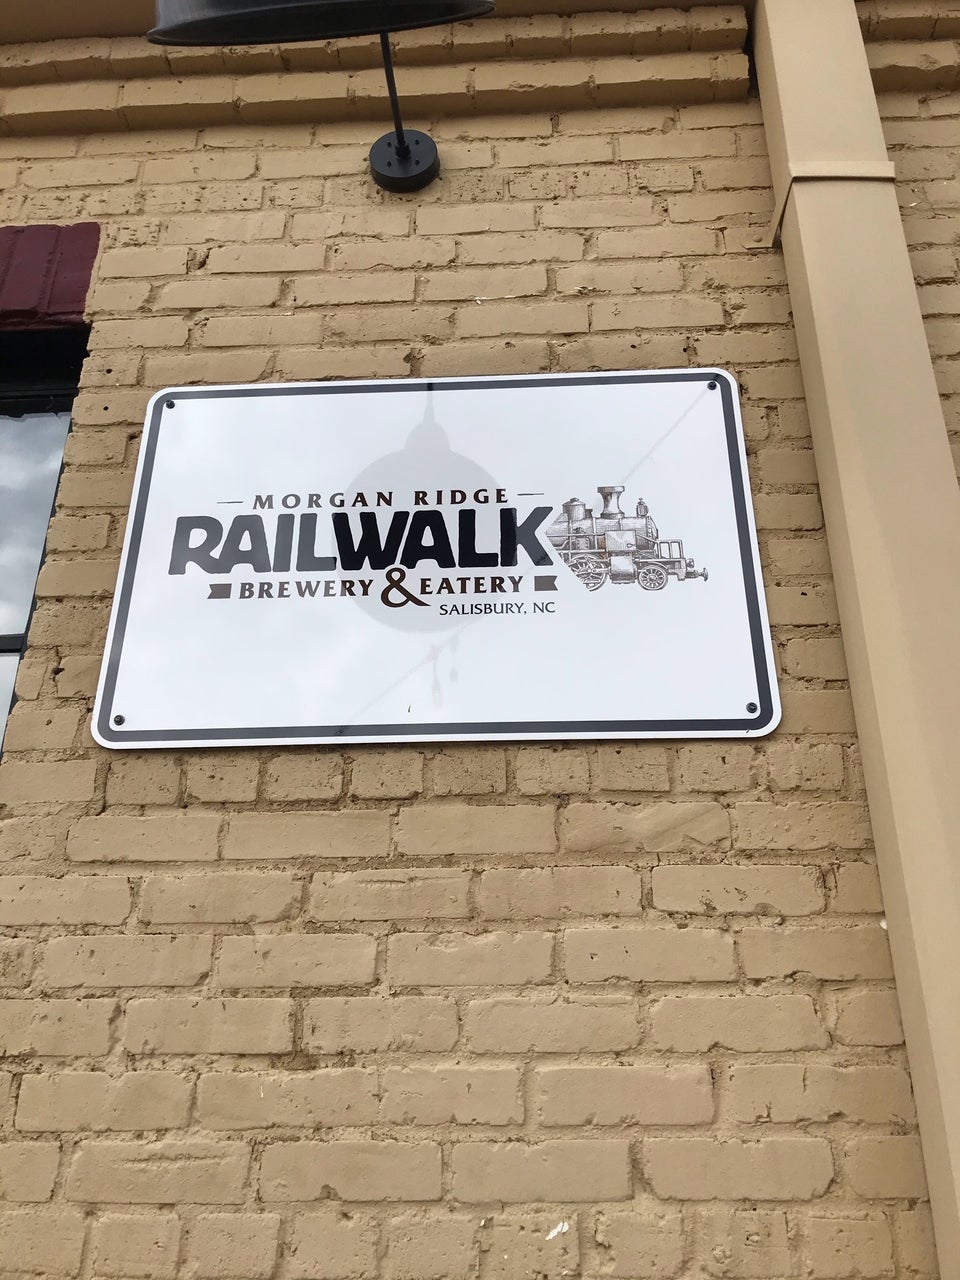 MORGAN RIDGE
RAILWALK
BREWERY & EATERY
SALISBURY, NC